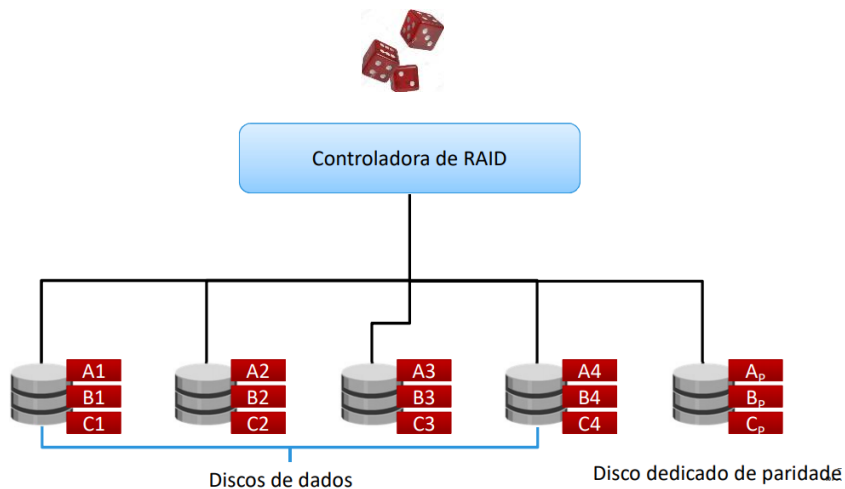 Controladora de RAID
A1 A2 A3 A4 Ap
B1 B2 B3 B4 Bp
C1 C2 C3 C4 Cp
Discos de dados
Disco dedicado de paridade